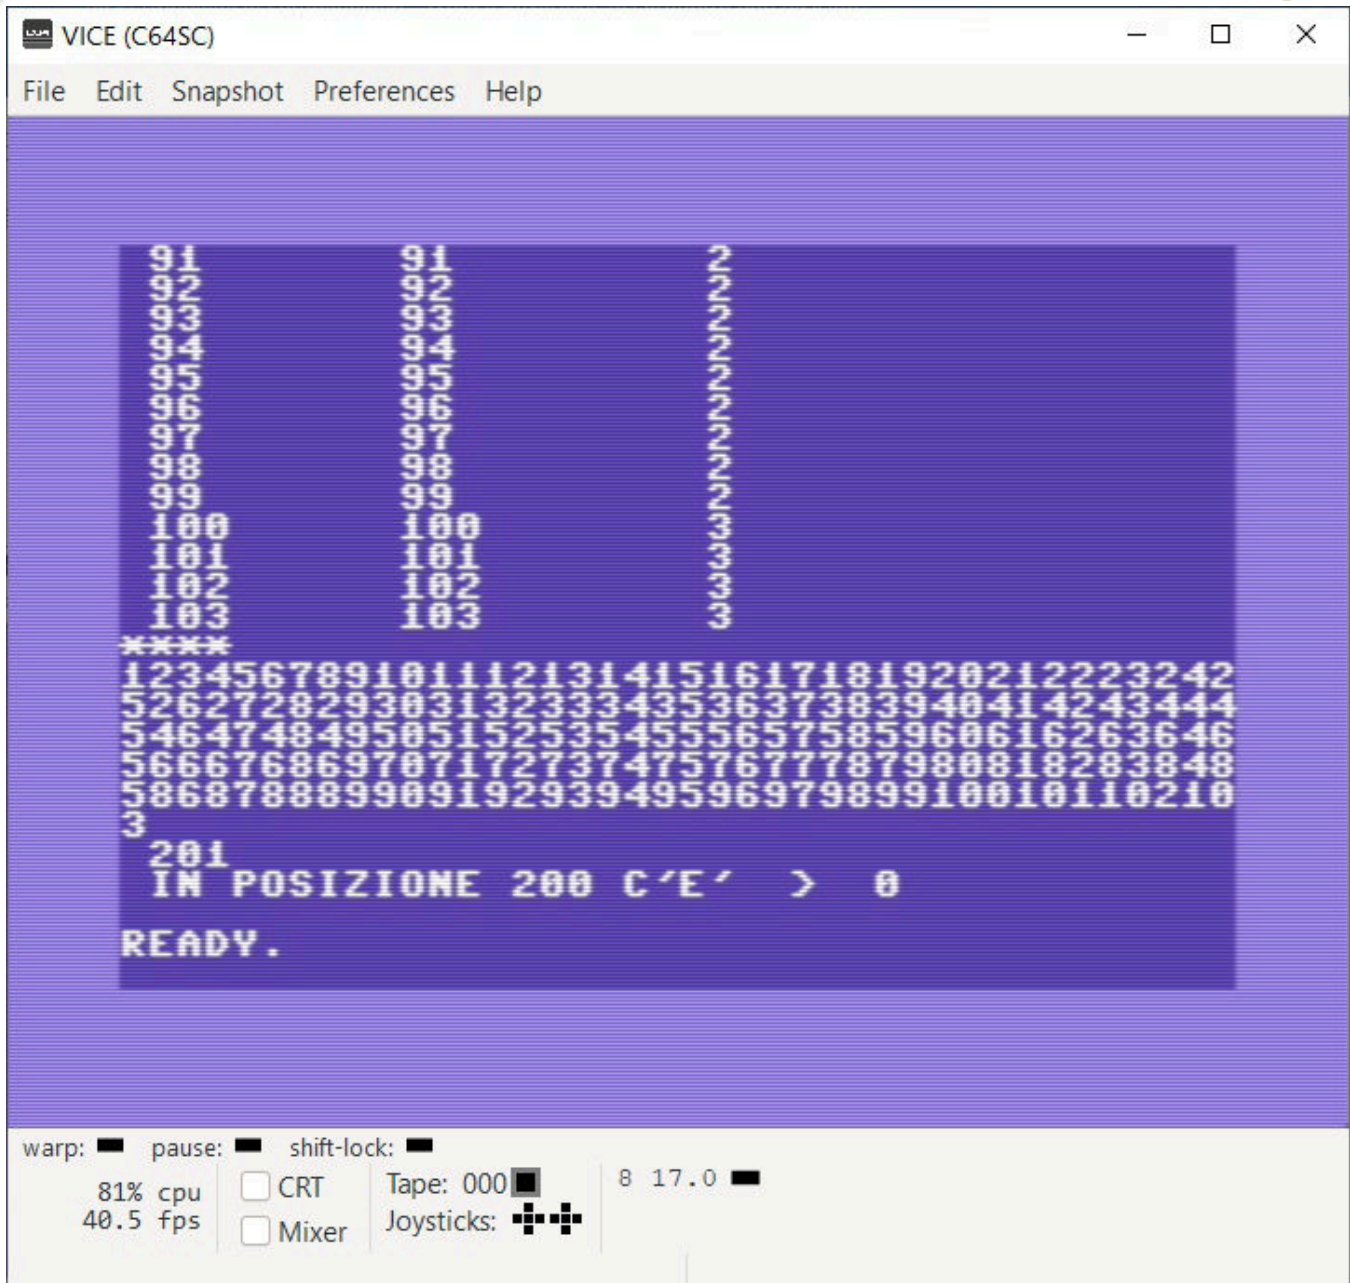 VICE (C64SC)
File Edit Snapshot Preferences Help
91 91 2
92 92 2
93 93 2
94 94 2
95 95 2
96 96 2
97 97 2
98 98 2
99 99 2
100 100 3
101 101 3
102 102 3
103 103 3
****
1234567891011121314151617181920212223242
5262728293031323334353637383940414243444
5464748495051525354555657585960616263646
5666768697071727374757677787980818283848
5868788899091929394959697989910010110210
3
201
IN POSIZIONE 200 C'E' > 0
READY.
warp: pause: shift-lock:
81% cpu CRT Tape: 000 8 17.0
40.5 fps Mixer Joysticks: